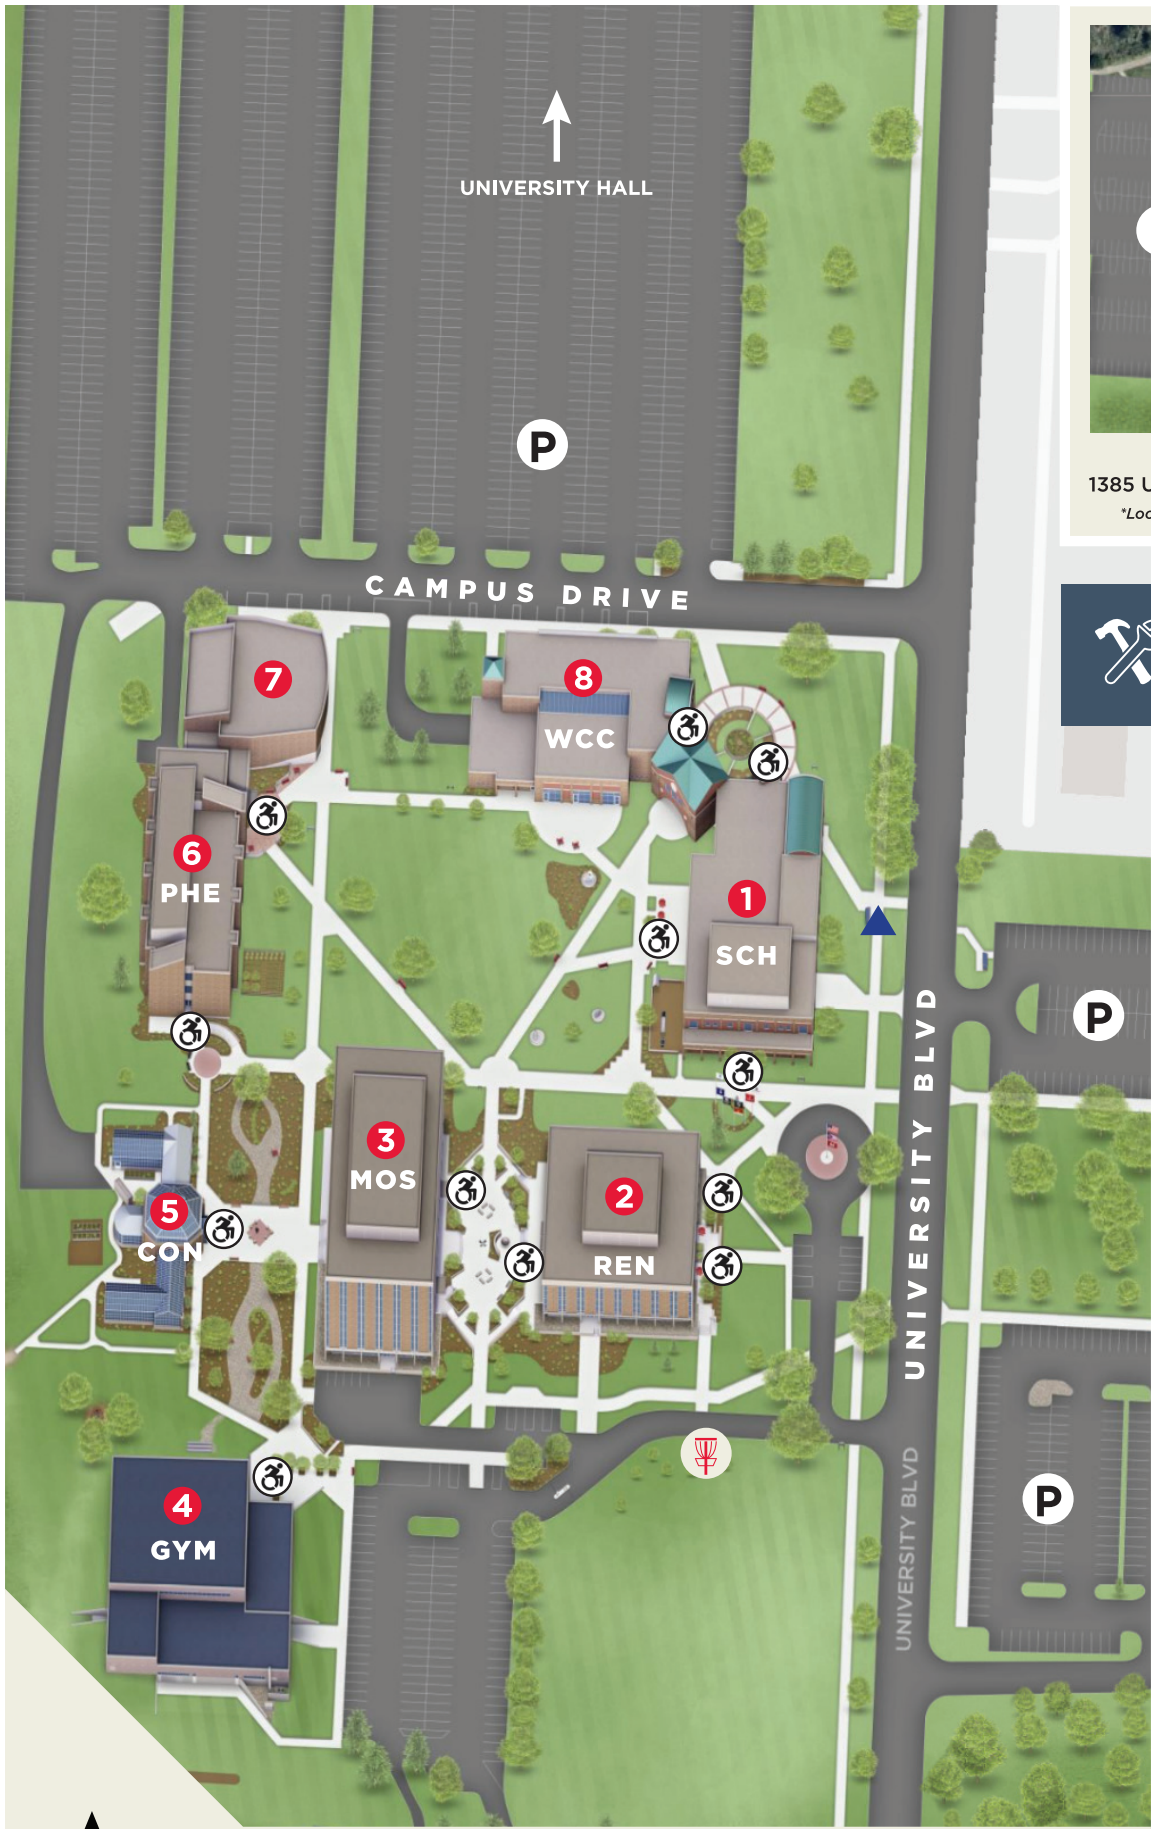 UNIVERSITY HALL
P
1385 U
*Loc
CAMPUS DRIVE
7
8
WCC
6
PHE
1
SCH
P
UNIVERSITY BLVD
3
MOS
2
REN
5
CON
UNIVERSITY BLVD
4
GYM
P